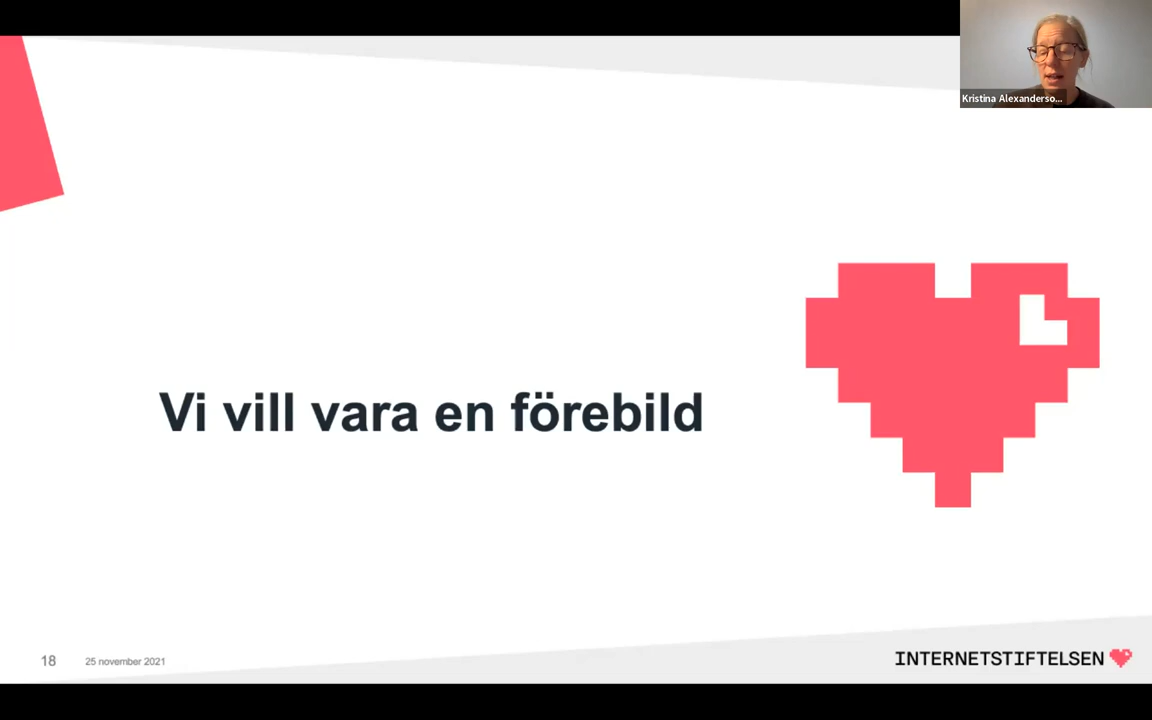 Kristina Alexanderso...
Vi vill vara en förebild
18
25 november 2021
INTERNETSTIFTELSEN